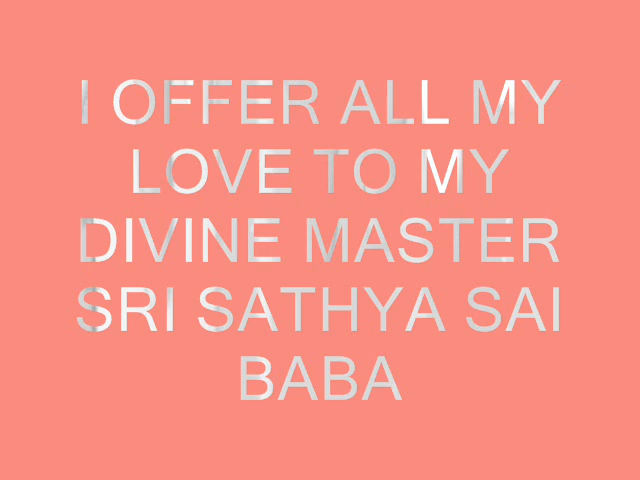 I OFFER ALL MY
LOVE TO MY
DIVINE MASTER
SRI SATHYA SAI
BABA